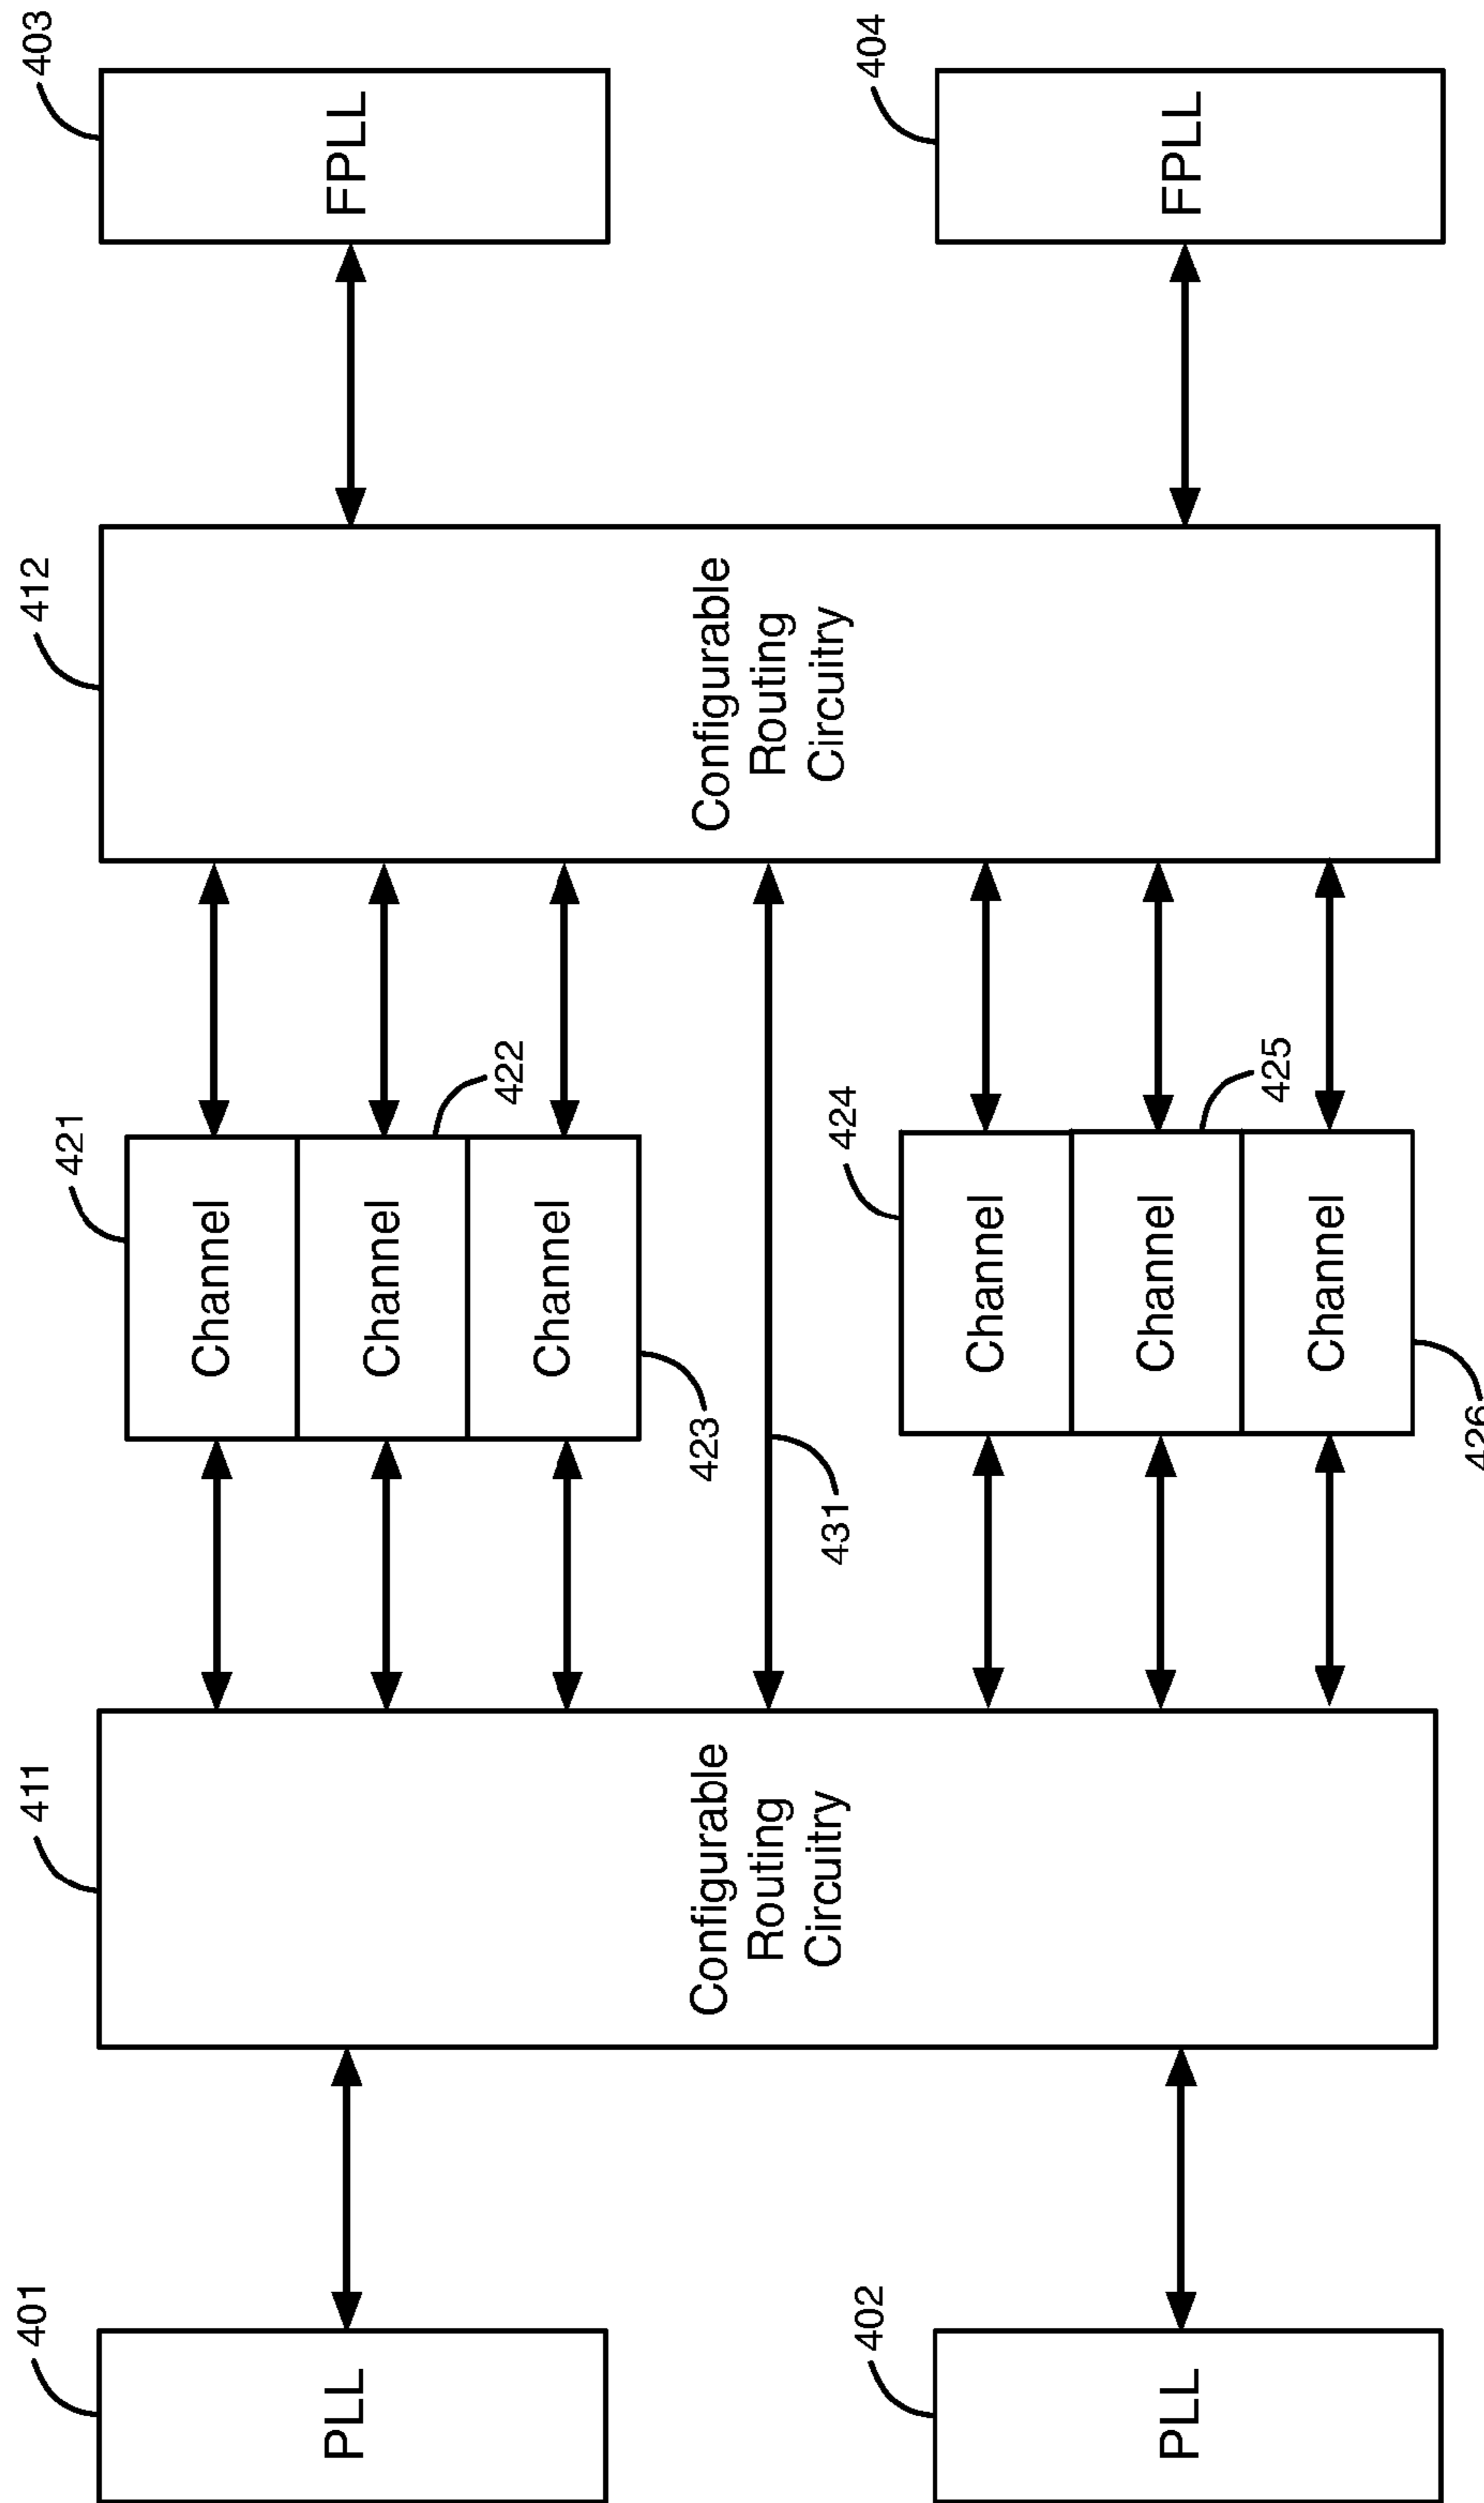 401
PLL
402
PLL
411
Configurable
Routing
Circuitry
421
Channel
Channel
422
Channel
423
431
424
Channel
Channel
425
Channel
426
412
Configurable
Routing
Circuitry
403
FPLL
404
FPLL